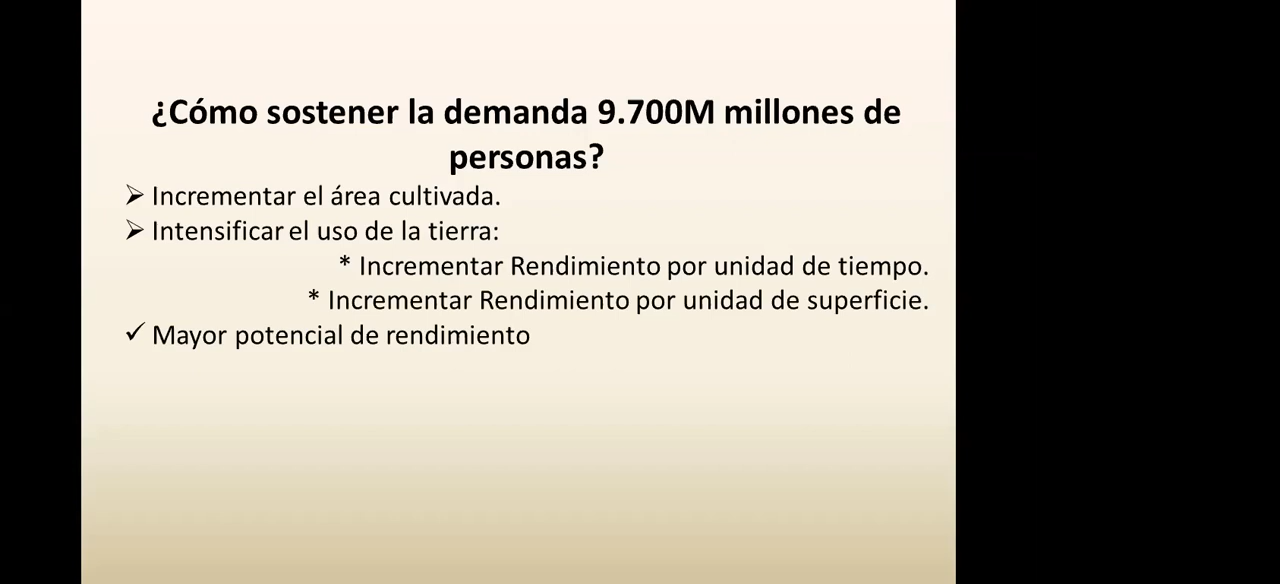 ¿Cómo sostener la demanda 9.700M millones de
personas?
➢ Incrementar el área cultivada.
➢ Intensificar el uso de la tierra:
* Incrementar Rendimiento por unidad de tiempo.
* Incrementar Rendimiento por unidad de superficie.
✓ Mayor potencial de rendimiento